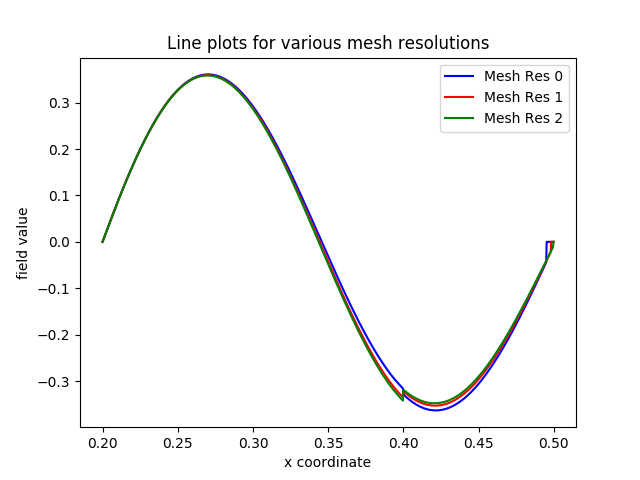 Line plots for various mesh resolutions
Mesh Res 0
Mesh Res 1
Mesh Res 2
field value
0.3
0.2
0.1
0.0
−0.1
−0.2
−0.3
0.20 0.25 0.30 0.35 0.40 0.45 0.50
x coordinate